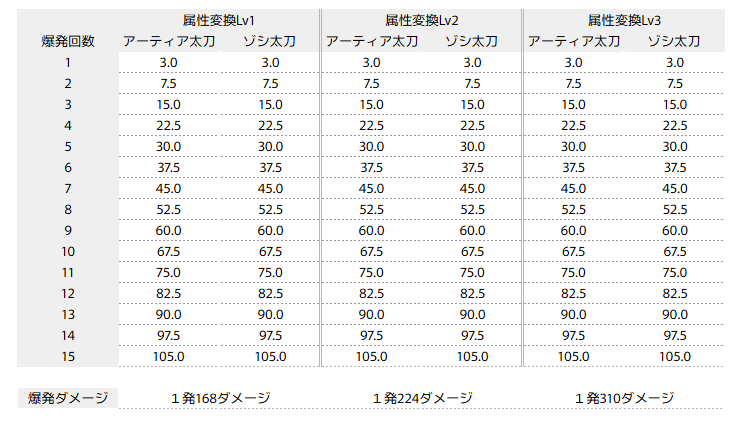 属性変換Lv1 属性変換Lv2 属性変換Lv3
爆発回数 アーティア太刀 ゾシ太刀 アーティア太刀 ゾシ太刀 アーティア太刀 ゾシ太刀
1 3.0 3.0 3.0 3.0 3.0 3.0
2 7.5 7.5 7.5 7.5 7.5 7.5
3 15.0 15.0 15.0 15.0 15.0 15.0
4 22.5 22.5 22.5 22.5 22.5 22.5
5 30.0 30.0 30.0 30.0 30.0 30.0
6 37.5 37.5 37.5 37.5 37.5 37.5
7 45.0 45.0 45.0 45.0 45.0 45.0
8 52.5 52.5 52.5 52.5 52.5 52.5
9 60.0 60.0 60.0 60.0 60.0 60.0
10 67.5 67.5 67.5 67.5 67.5 67.5
11 75.0 75.0 75.0 75.0 75.0 75.0
12 82.5 82.5 82.5 82.5 82.5 82.5
13 90.0 90.0 90.0 90.0 90.0 90.0
14 97.5 97.5 97.5 97.5 97.5 97.5
15 105.0 105.0 105.0 105.0 105.0 105.0
爆発ダメージ １発168ダメージ １発224ダメージ １発310ダメージ